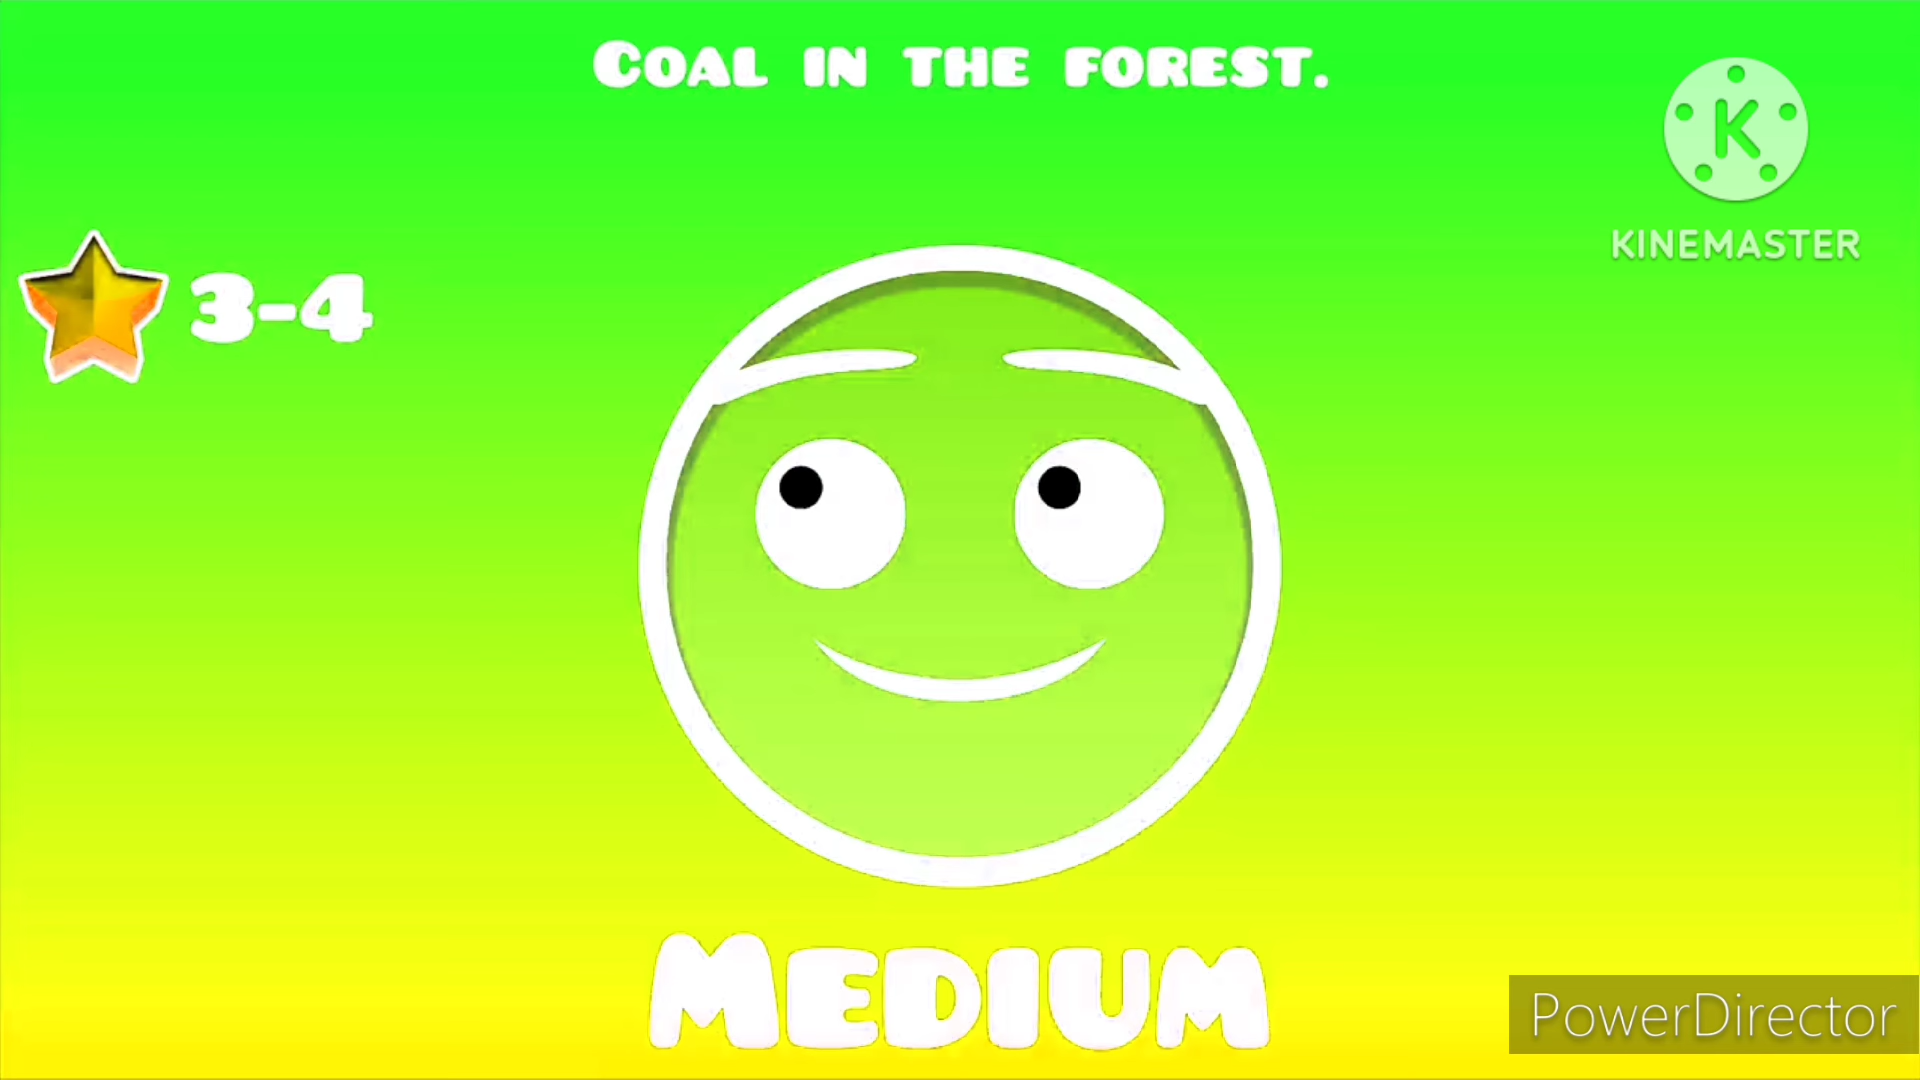 Coal in the forest.
K
KINEMASTER
3-4
Medium
PowerDirector